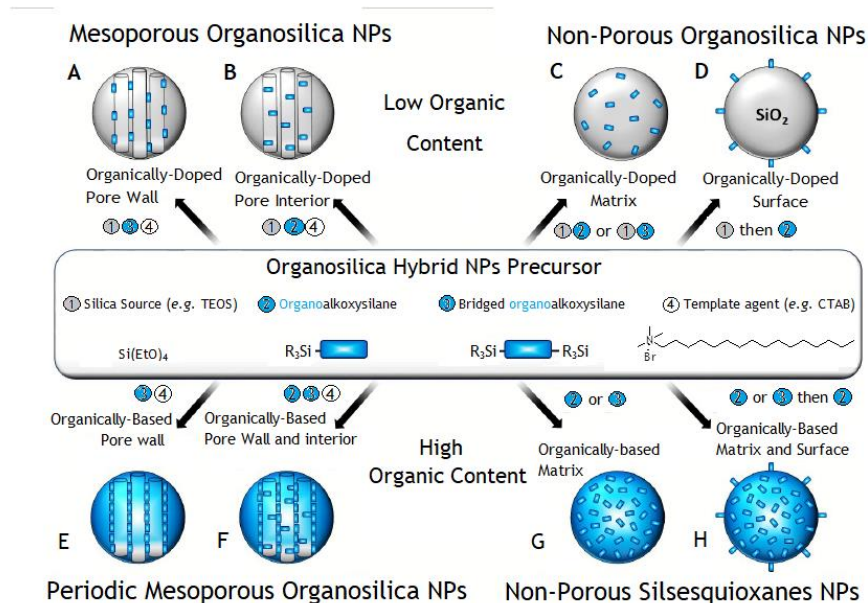 Mesoporous Organosilica NPs
Non-Porous Organosilica NPs
A
B
C
D
Low Organic
Content
SiO2
Organically-Doped
Pore Wall
Organically-Doped
Pore Interior
Organically-Doped
Matrix
Organically-Doped
Surface
1 3 4
1 2 4
1 2 or 1 3
1 then 2
Organosilica Hybrid NPs Precursor
1 Silica Source (e.g. TEOS)
2 Organoalkoxysilane
3 Bridged organoalkoxysilane
4 Template agent (e.g. CTAB)
Si(EtO)4
R3Si
R3Si R3Si
N
Br
3 4
2 3 4
2 or 3
2 or 3 then 2
Organically-Based
Pore wall
Organically-Based
Pore Wall and interior
High
Organic Content
Organically-based
Matrix
Organically-Based
Matrix and Surface
E
F
G
H
Periodic Mesoporous Organosilica NPs
Non-Porous Silsesquioxanes NPs